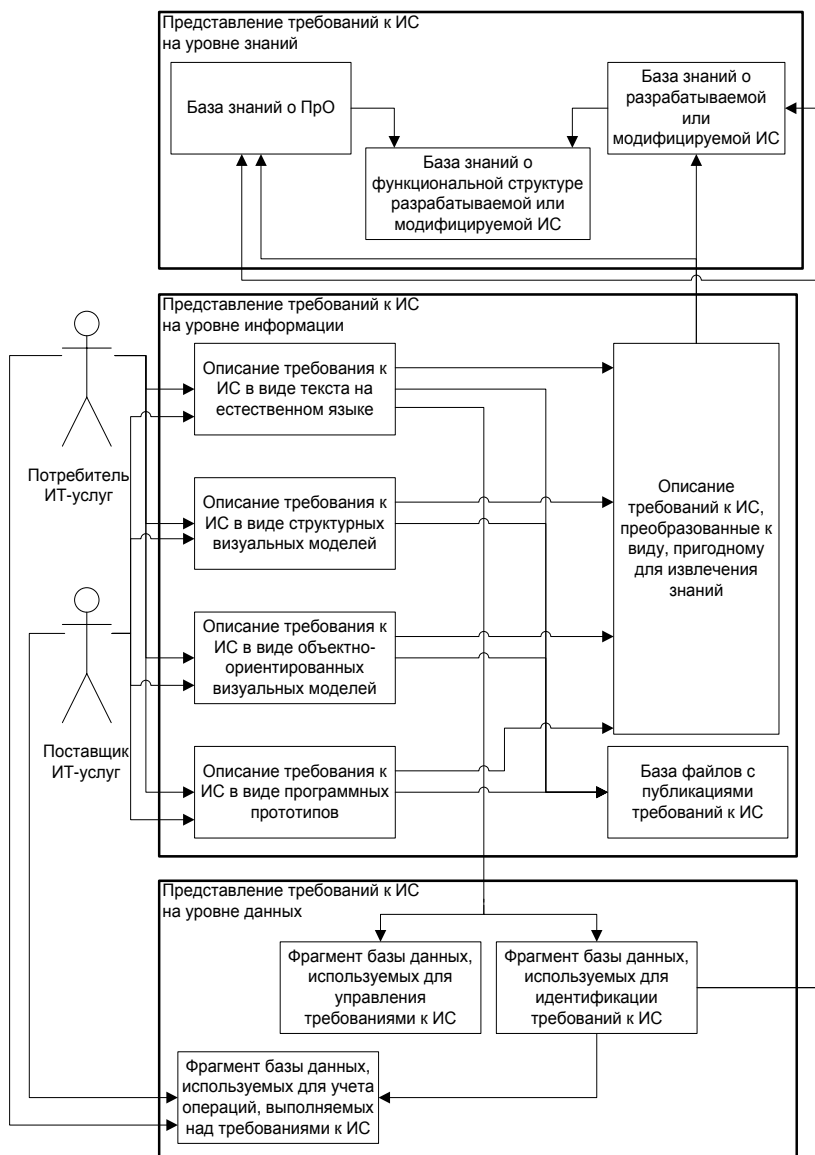 Представление требований к ИС
на уровне знаний
База знаний о ПрО
База знаний о
разрабатываемой
или
модифицируемой ИС
База знаний о
функциональной структуре
разрабатываемой или
модифицируемой ИС
Представление требований к ИС
на уровне информации
Потребитель
ИТ-услуг
Описание требования к
ИС в виде текста на
естественном языке
Описание требования к
ИС в виде структурных
визуальных моделей
Описание
требований к ИС,
преобразованные к
виду, пригодному
для извлечения
знаний
Поставщик
ИТ-услуг
Описание требования к
ИС в виде объектно-
ориентированных
визуальных моделей
Описание требования к
ИС в виде программных
прототипов
База файлов с
публикациями
требований к ИС
Представление требований к ИС
на уровне данных
Фрагмент базы данных,
используемых для
управления
требованиями к ИС
Фрагмент базы данных,
используемых для
идентификации
требований к ИС
Фрагмент базы данных,
используемых для учета
операций, выполняемых
над требованиями к ИС